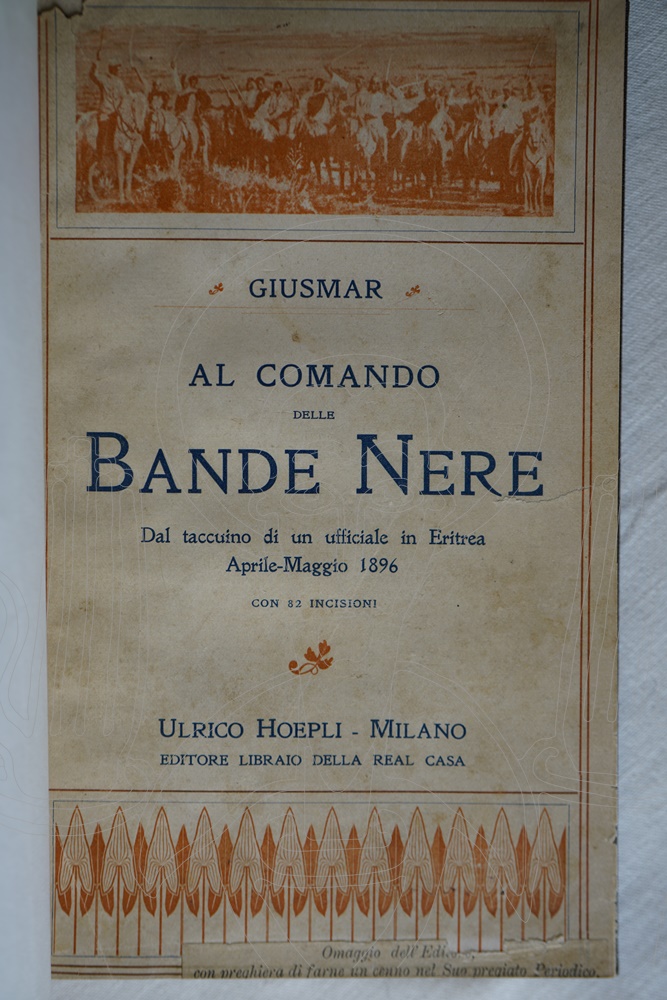 GIUSMAR
AL COMANDO
DELLE
BANDE NERE
Dal taccuino di un ufficiale in Eritrea
Aprile-Maggio 1896
CON 82 INCISIONI
ULRICO HOEPLI - MILANO
EDITORE LIBRAIO DELLA REAL CASA
Omaggio dell'
con preghiera di farne un cenno nel Suo pregiato Periodico.